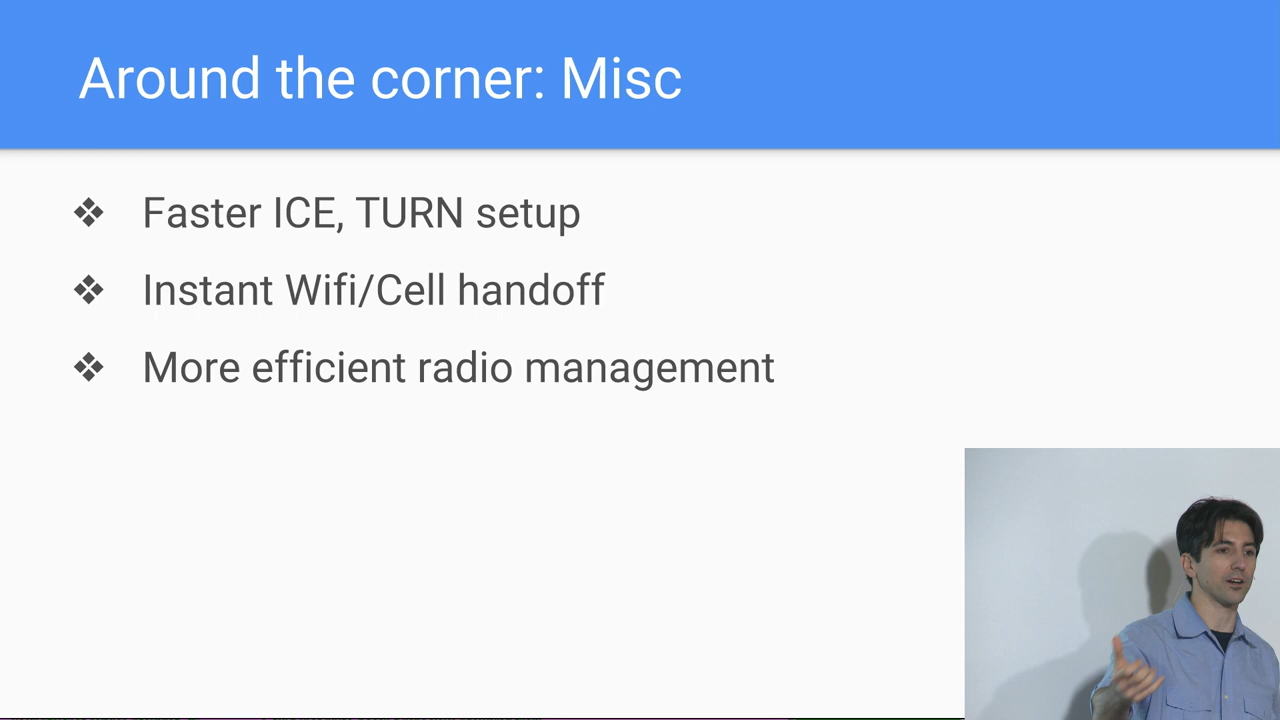 Around the corner: Misc
❖ Faster ICE, TURN setup
❖ Instant Wifi/Cell handoff
❖ More efficient radio management